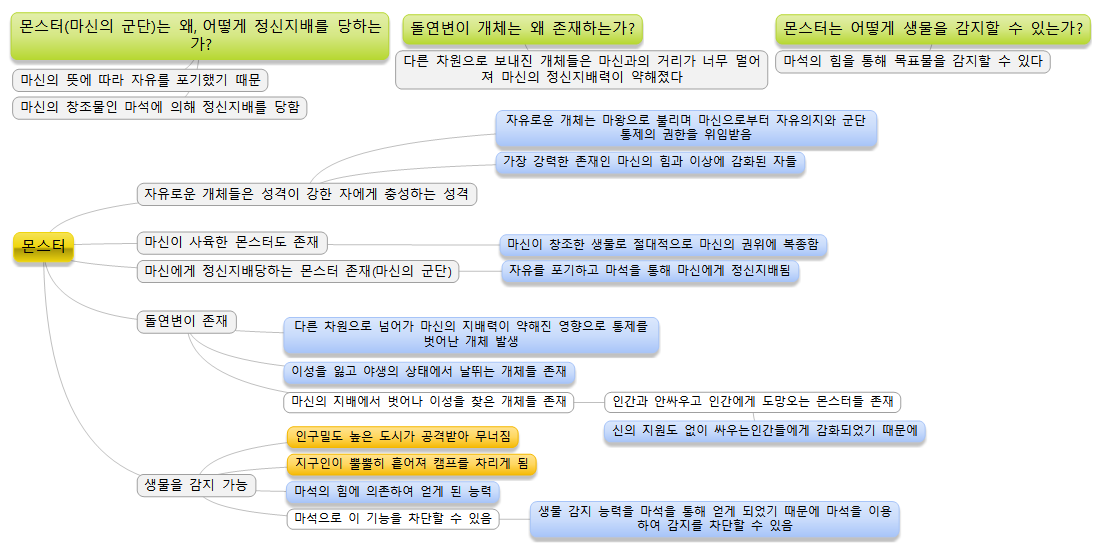 몬스터(마신의 군단)는 왜, 어떻게 정신지배를 당하는
가?
마신의 뜻에 따라 자유를 포기했기 때문
마신의 창조물인 마석에 의해 정신지배를 당함
돌연변이 개체는 왜 존재하는가?
다른 차원으로 보내진 개체들은 마신과의 거리가 너무 멀어
져 마신의 정신지배력이 약해졌다
몬스터는 어떻게 생물을 감지할 수 있는가?
마석의 힘을 통해 목표물을 감지할 수 있다
몬스터
자유로운 개체들은 성격이 강한 자에게 충성하는 성격
자유로운 개체는 마왕으로 불리며 마신으로부터 자유의지와 군단
통제의 권한을 위임받음
가장 강력한 존재인 마신의 힘과 이상에 감화된 자들
마신이 사육한 몬스터도 존재
마신이 창조한 생물로 절대적으로 마신의 권위에 복종함
마신에게 정신지배당하는 몬스터 존재(마신의 군단)
자유를 포기하고 마석을 통해 마신에게 정신지배됨
돌연변이 존재
다른 차원으로 넘어가 마신의 지배력이 약해진 영향으로 통제를
벗어난 개체 발생
이성을 잃고 야생의 상태에서 날뛰는 개체들 존재
마신의 지배에서 벗어나 이성을 찾은 개체들 존재
인간과 안싸우고 인간에게 도망오는 몬스터들 존재
신의 지원도 없이 싸우는인간들에게 감화되었기 때문에
생물을 감지 가능
인구밀도 높은 도시가 공격받아 무너짐
지구인이 뿔뿔히 흩어져 캠프를 차리게 됨
마석의 힘에 의존하여 얻게 된 능력
마석으로 이 기능을 차단할 수 있음
생물 감지 능력을 마석을 통해 얻게 되었기 때문에 마석을 이용
하여 감지를 차단할 수 있음